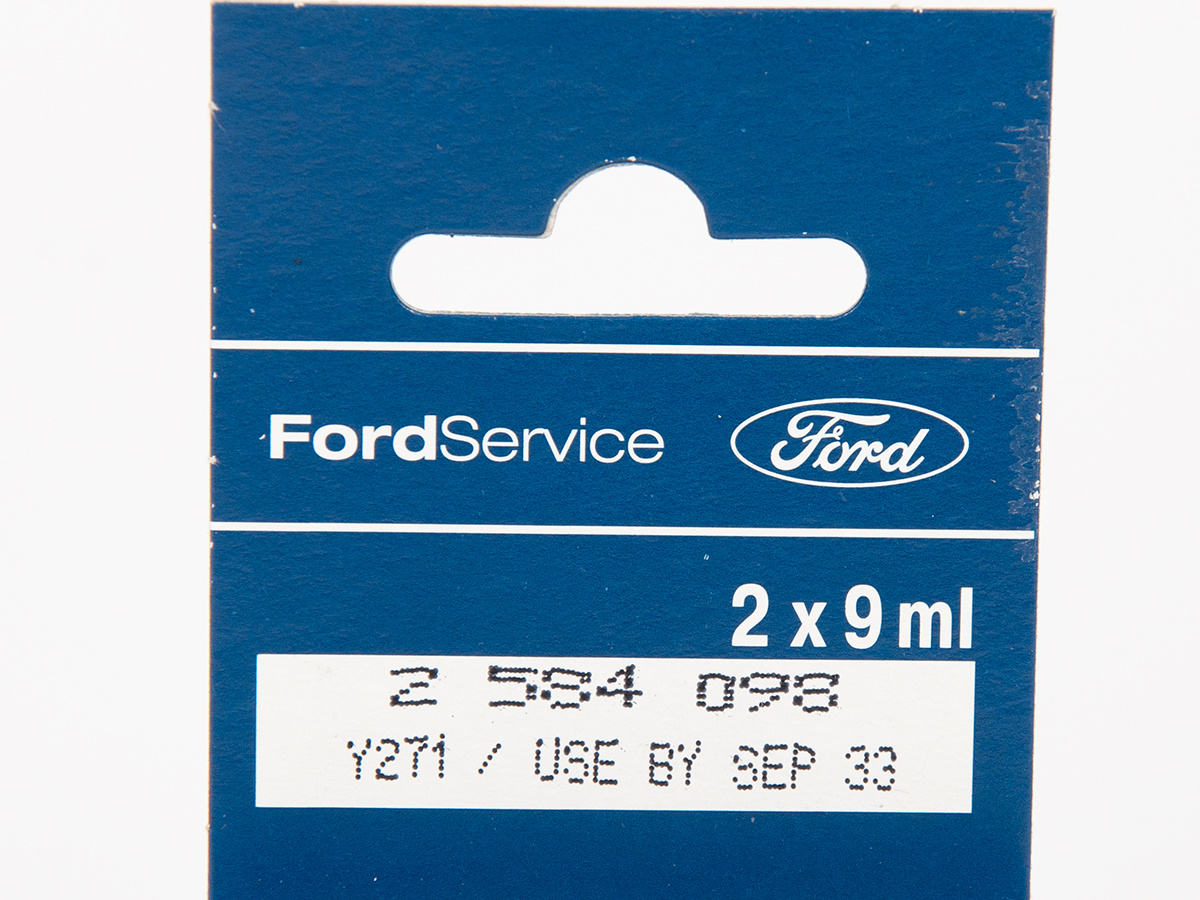 FordService Ford
2 x 9 ml
2 584 098
Y271 / USE BY SEP 33